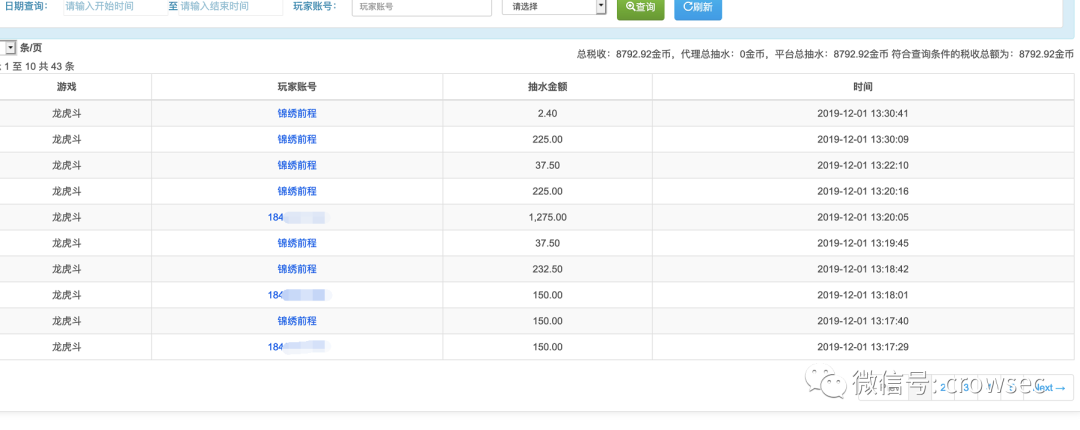 日期查询： 请输入开始时间 至 请输入结束时间 玩家账号： 玩家账号 请选择 查询 刷新
条/页
总税收：8792.92金币，代理总抽水：0金币，平台总抽水：8792.92金币 符合查询条件的税收总额为：8792.92金币
1 至 10 共 43 条
游戏 玩家账号 抽水金额 时间
龙虎斗 锦绣前程 2.40 2019-12-01 13:30:41
龙虎斗 锦绣前程 225.00 2019-12-01 13:30:09
龙虎斗 锦绣前程 37.50 2019-12-01 13:22:10
龙虎斗 锦绣前程 225.00 2019-12-01 13:20:16
龙虎斗 184 1,275.00 2019-12-01 13:20:05
龙虎斗 锦绣前程 37.50 2019-12-01 13:19:45
龙虎斗 锦绣前程 232.50 2019-12-01 13:18:42
龙虎斗 184 150.00 2019-12-01 13:18:01
龙虎斗 锦绣前程 150.00 2019-12-01 13:17:40
龙虎斗 184 150.00 2019-12-01 13:17:29
2 3 Next →
微信号: crowsec